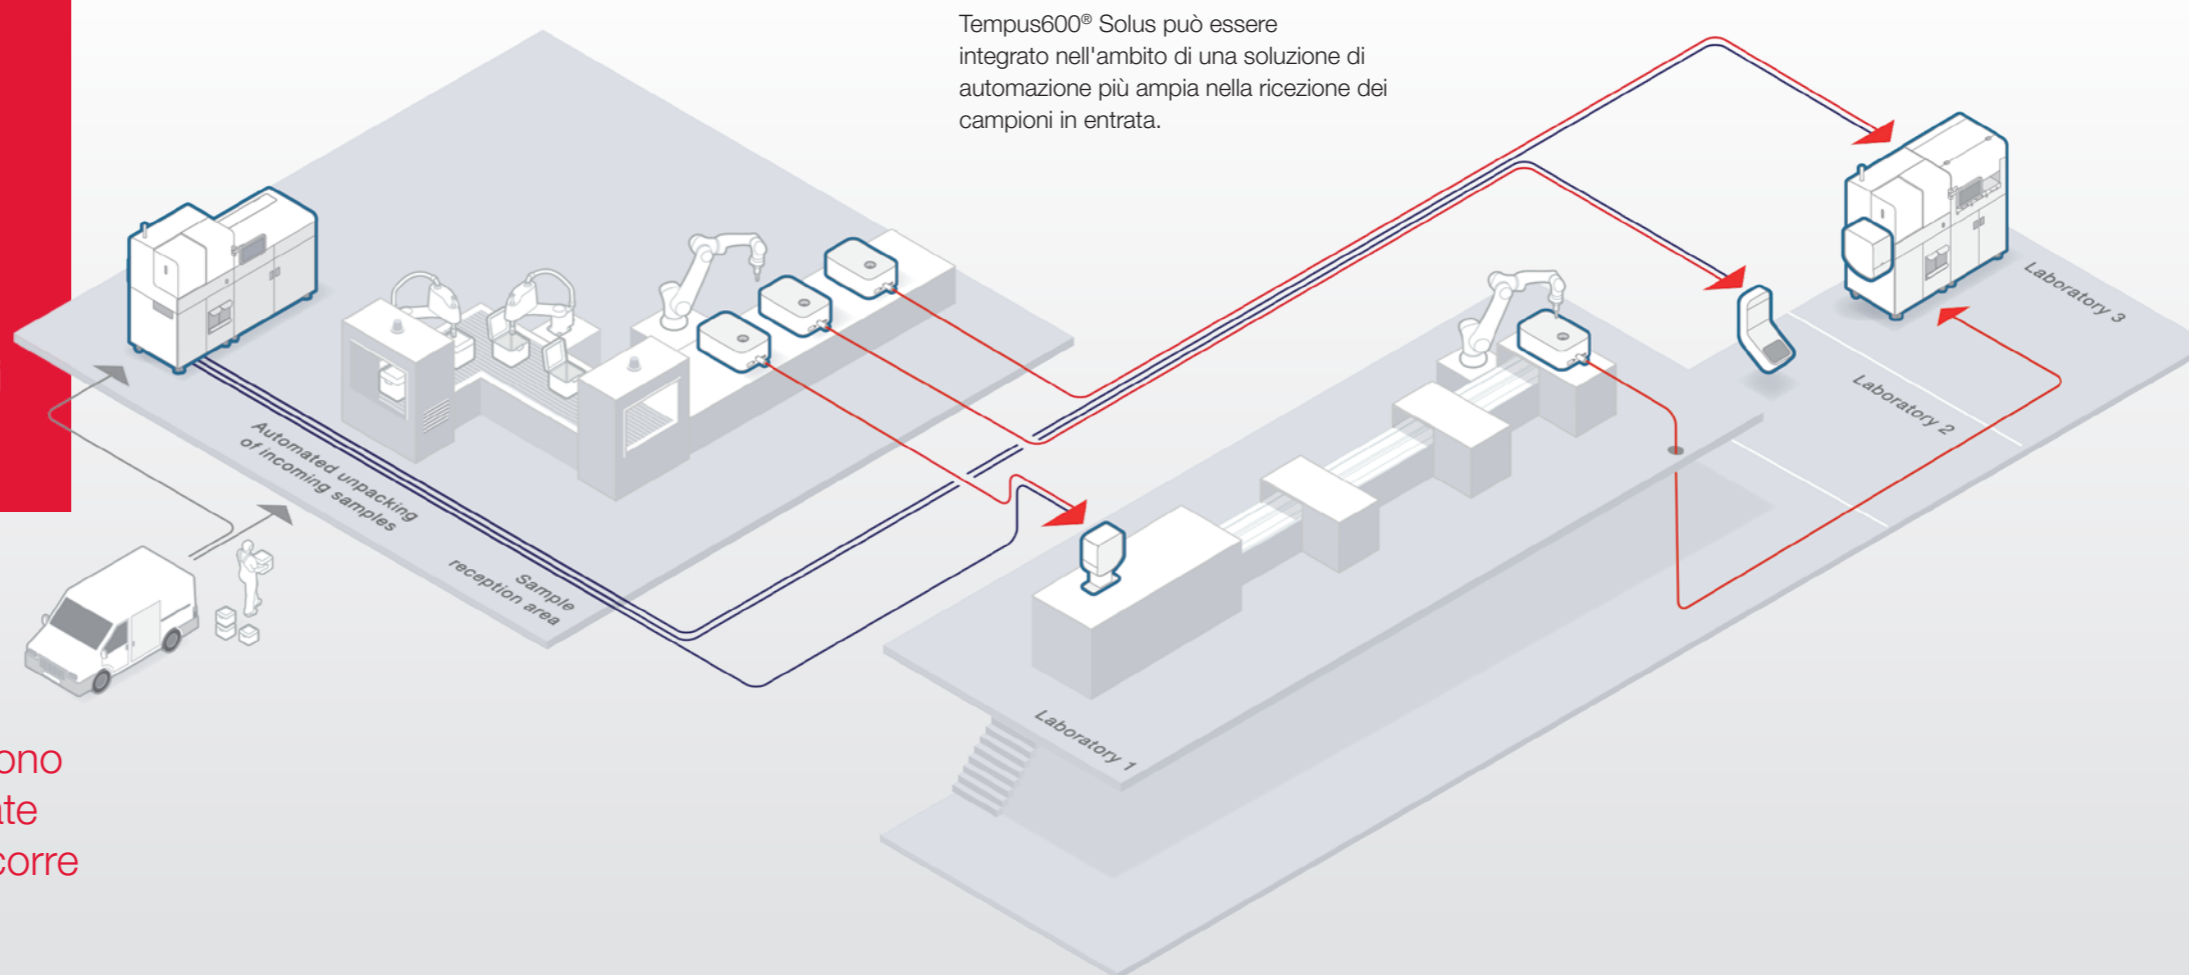 Tempus600® Solus può essere
integrato nell'ambito di una soluzione di
automazione più ampia nella ricezione dei
campioni in entrata.
Laboratory 3
Laboratory 2
Automated unpacking
of incoming samples
Sample
reception area
Laboratory 1
ono
ate
corre